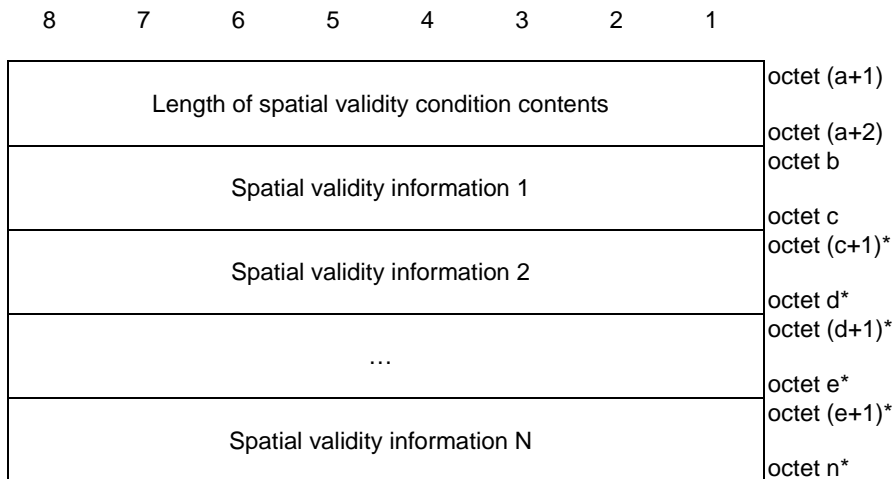 8 7 6 5 4 3 2 1
octet (a+1)
Length of spatial validity condition contents
octet (a+2)
octet b
Spatial validity information 1
octet c
octet (c+1)*
Spatial validity information 2
octet d*
octet (d+1)*
…
octet e*
octet (e+1)*
Spatial validity information N
octet n*